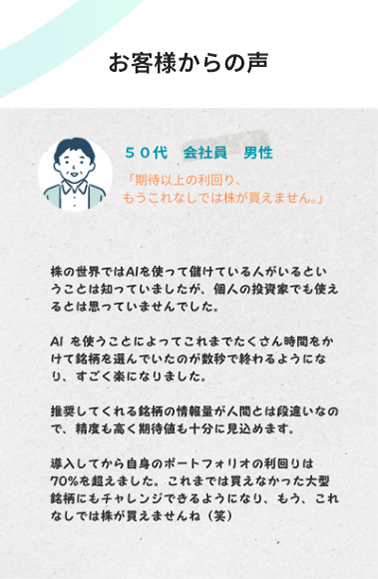 お客様からの声
50代 会社員 男性
「期待以上の利回り、
もうこれなしでは株が買えません。」
株の世界ではAIを使って儲けている人がいるとい
うことは知っていましたが、個人の投資家でも使え
るとは思っていませんでした。
AI を使うことによってこれまでたくさん時間をか
けて銘柄を選んでいたのが数秒で終わるようにな
り、すごく楽になりました。
推奨してくれる銘柄の情報量が人間とは段違いなの
で、精度も高く期待値も十分に見込めます。
導入してから自身のポートフォリオの利回りは
70%を超えました。これまでは買えなかった大型
銘柄にもチャレンジできるようになり、もう、これ
なしでは株が買えませんね（笑）